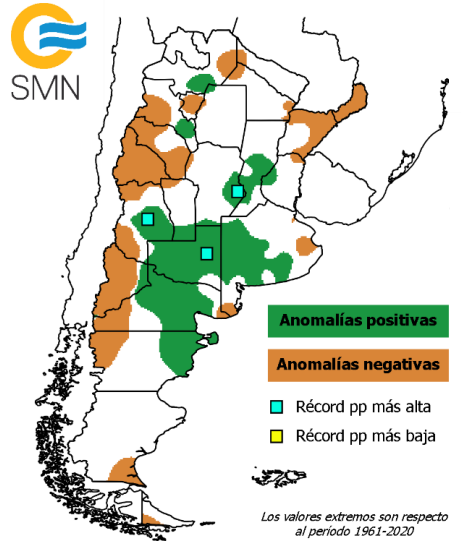 SMN
Anomalías positivas
Anomalías negativas
Récord pp más alta
Récord pp más baja
Los valores extremos son respecto
al período 1961-2020